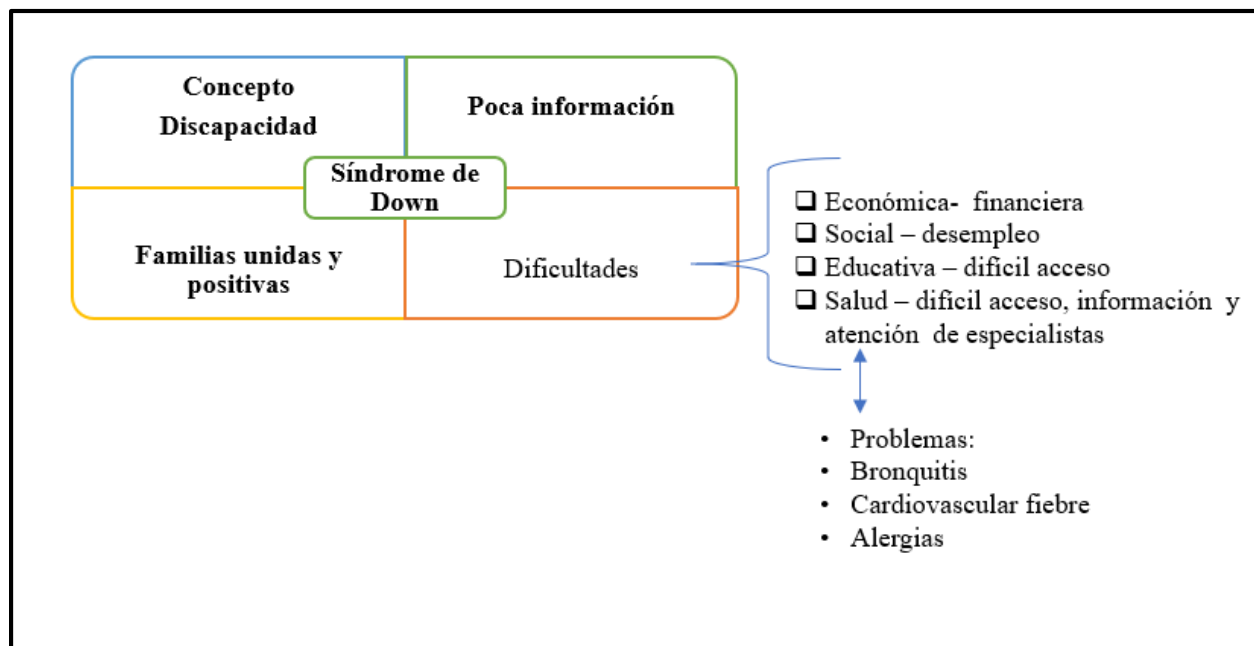 Concepto
Discapacidad
Poca información
Síndrome de
Down
Familias unidas y
positivas
Dificultades
❑ Económica- financiera
❑ Social – desempleo
❑ Educativa – difícil acceso
❑ Salud – difícil acceso, información y
atención de especialistas
• Problemas:
• Bronquitis
• Cardiovascular fiebre
• Alergias